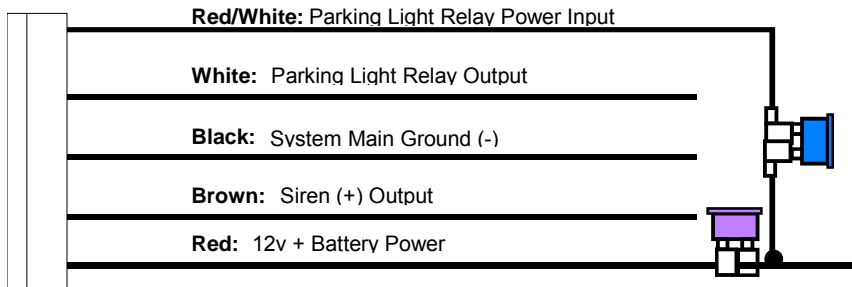 Red/White: Parking Light Relay Power Input
White: Parking Light Relay Output
Black: System Main Ground (-)
Brown: Siren (+) Output
Red: 12v + Battery Power